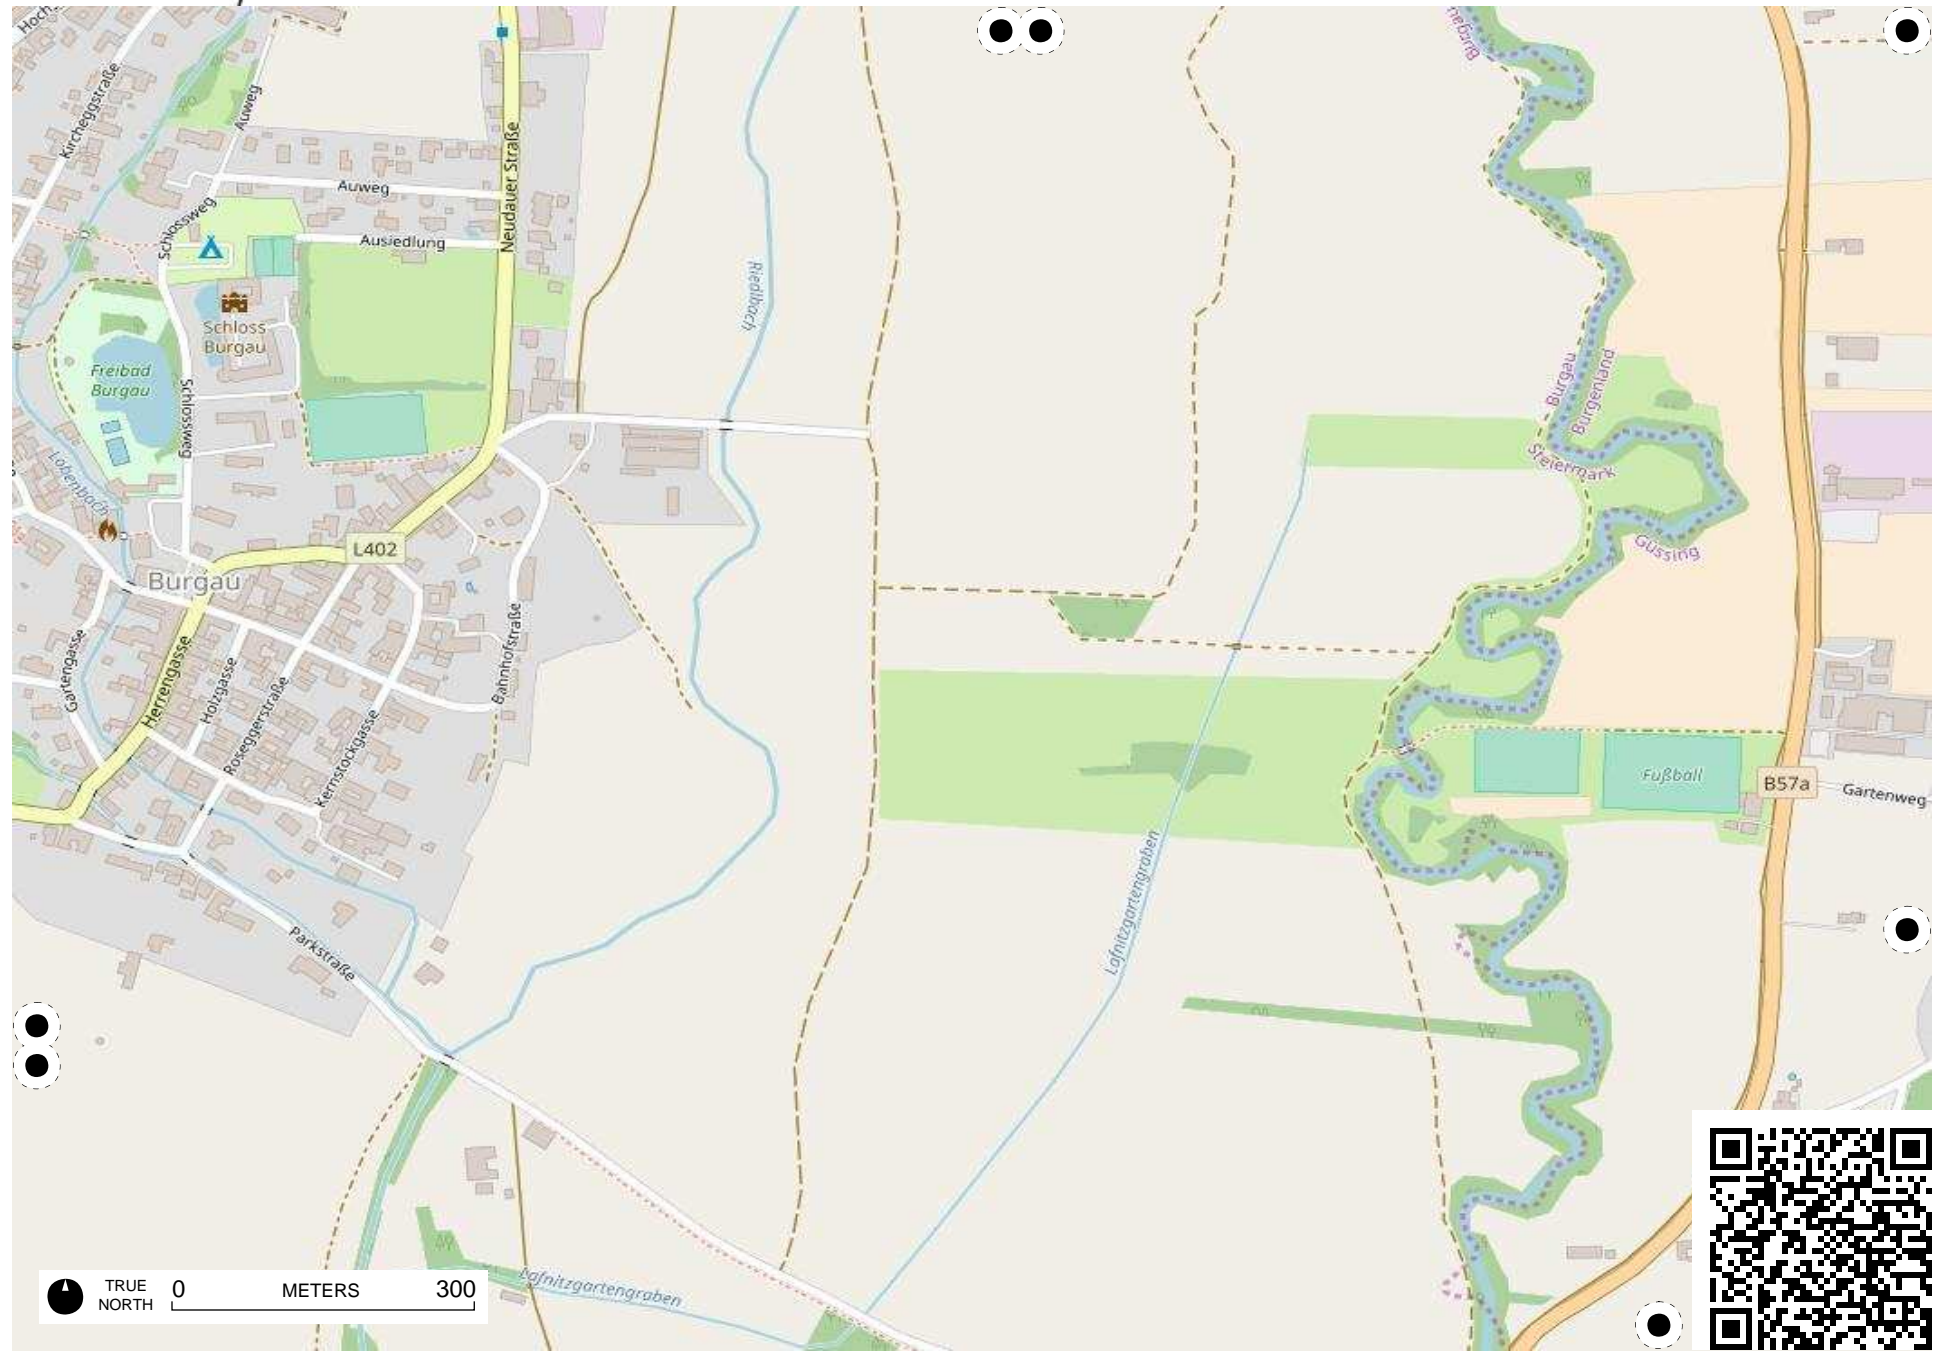 Kircheggstraße
Auweg
Neudauer Straße
Burgau
Auweg
Schlossweg
Ausiedlung
Riedlbach
Schloss
Burgau
Freibad
Burgau
Schlossweg
Burgau
Burgenland
Steiermark
Güssing
Lobenbach
L402
Burgau
Gartengasse
Herrengasse
Holzgasse
Roseggerstraße
Kernstockgasse
Bahnhofstraße
Fußball
B57a
Gartenweg
Lafnitzgartengraben
Parkstraße
Lafnitzgartengraben
TRUE
NORTH
0 METERS 300